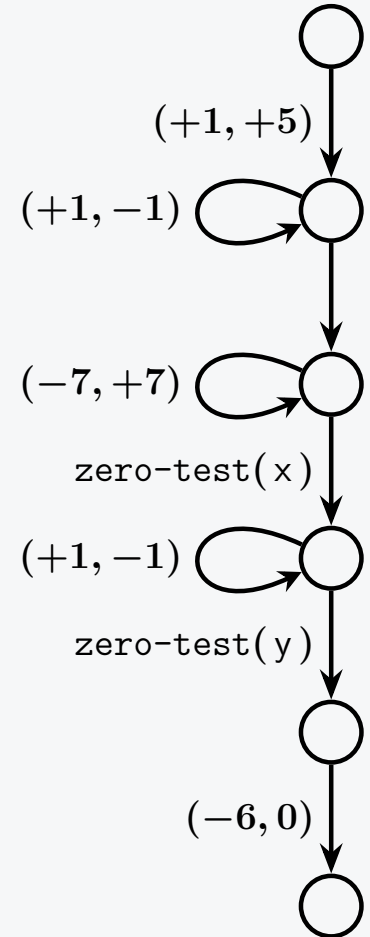 (+1, +5)
(+1, −1)
(−7, +7)
zero-test(x)
(+1, −1)
zero-test(y)
(−6, 0)